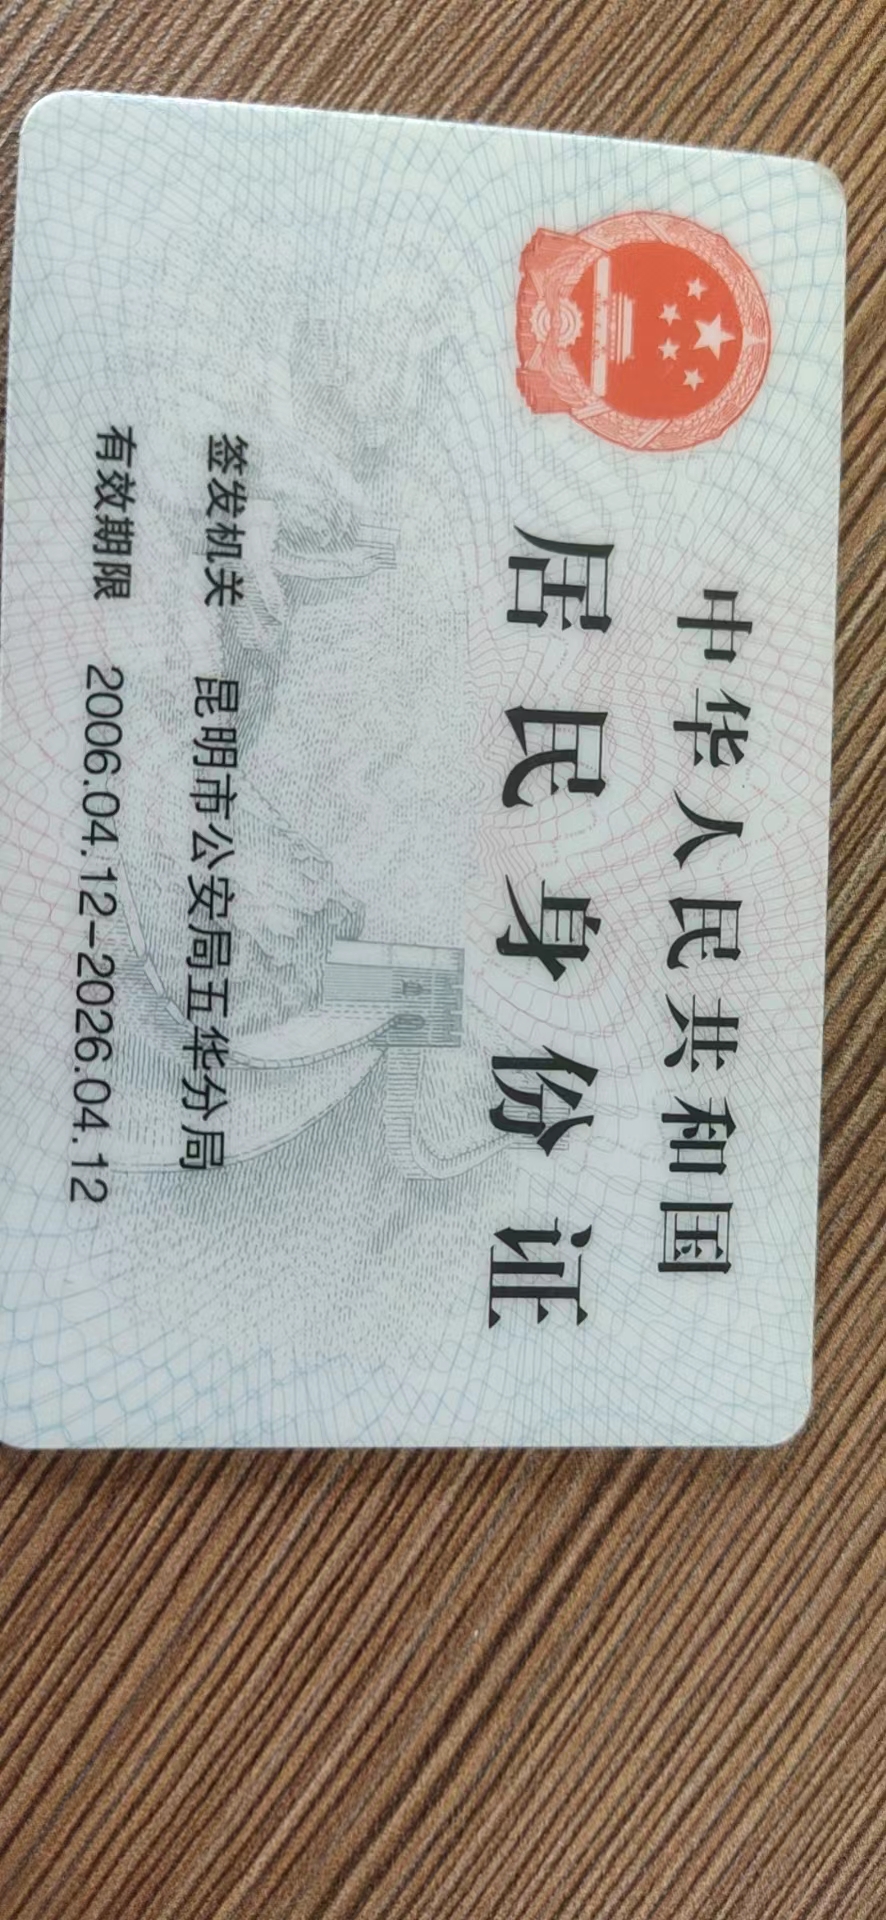 中华人民共和国
居民身份证
签发机关 昆明市公安局五华分局
有效期限 2006.04.12-2026.04.12